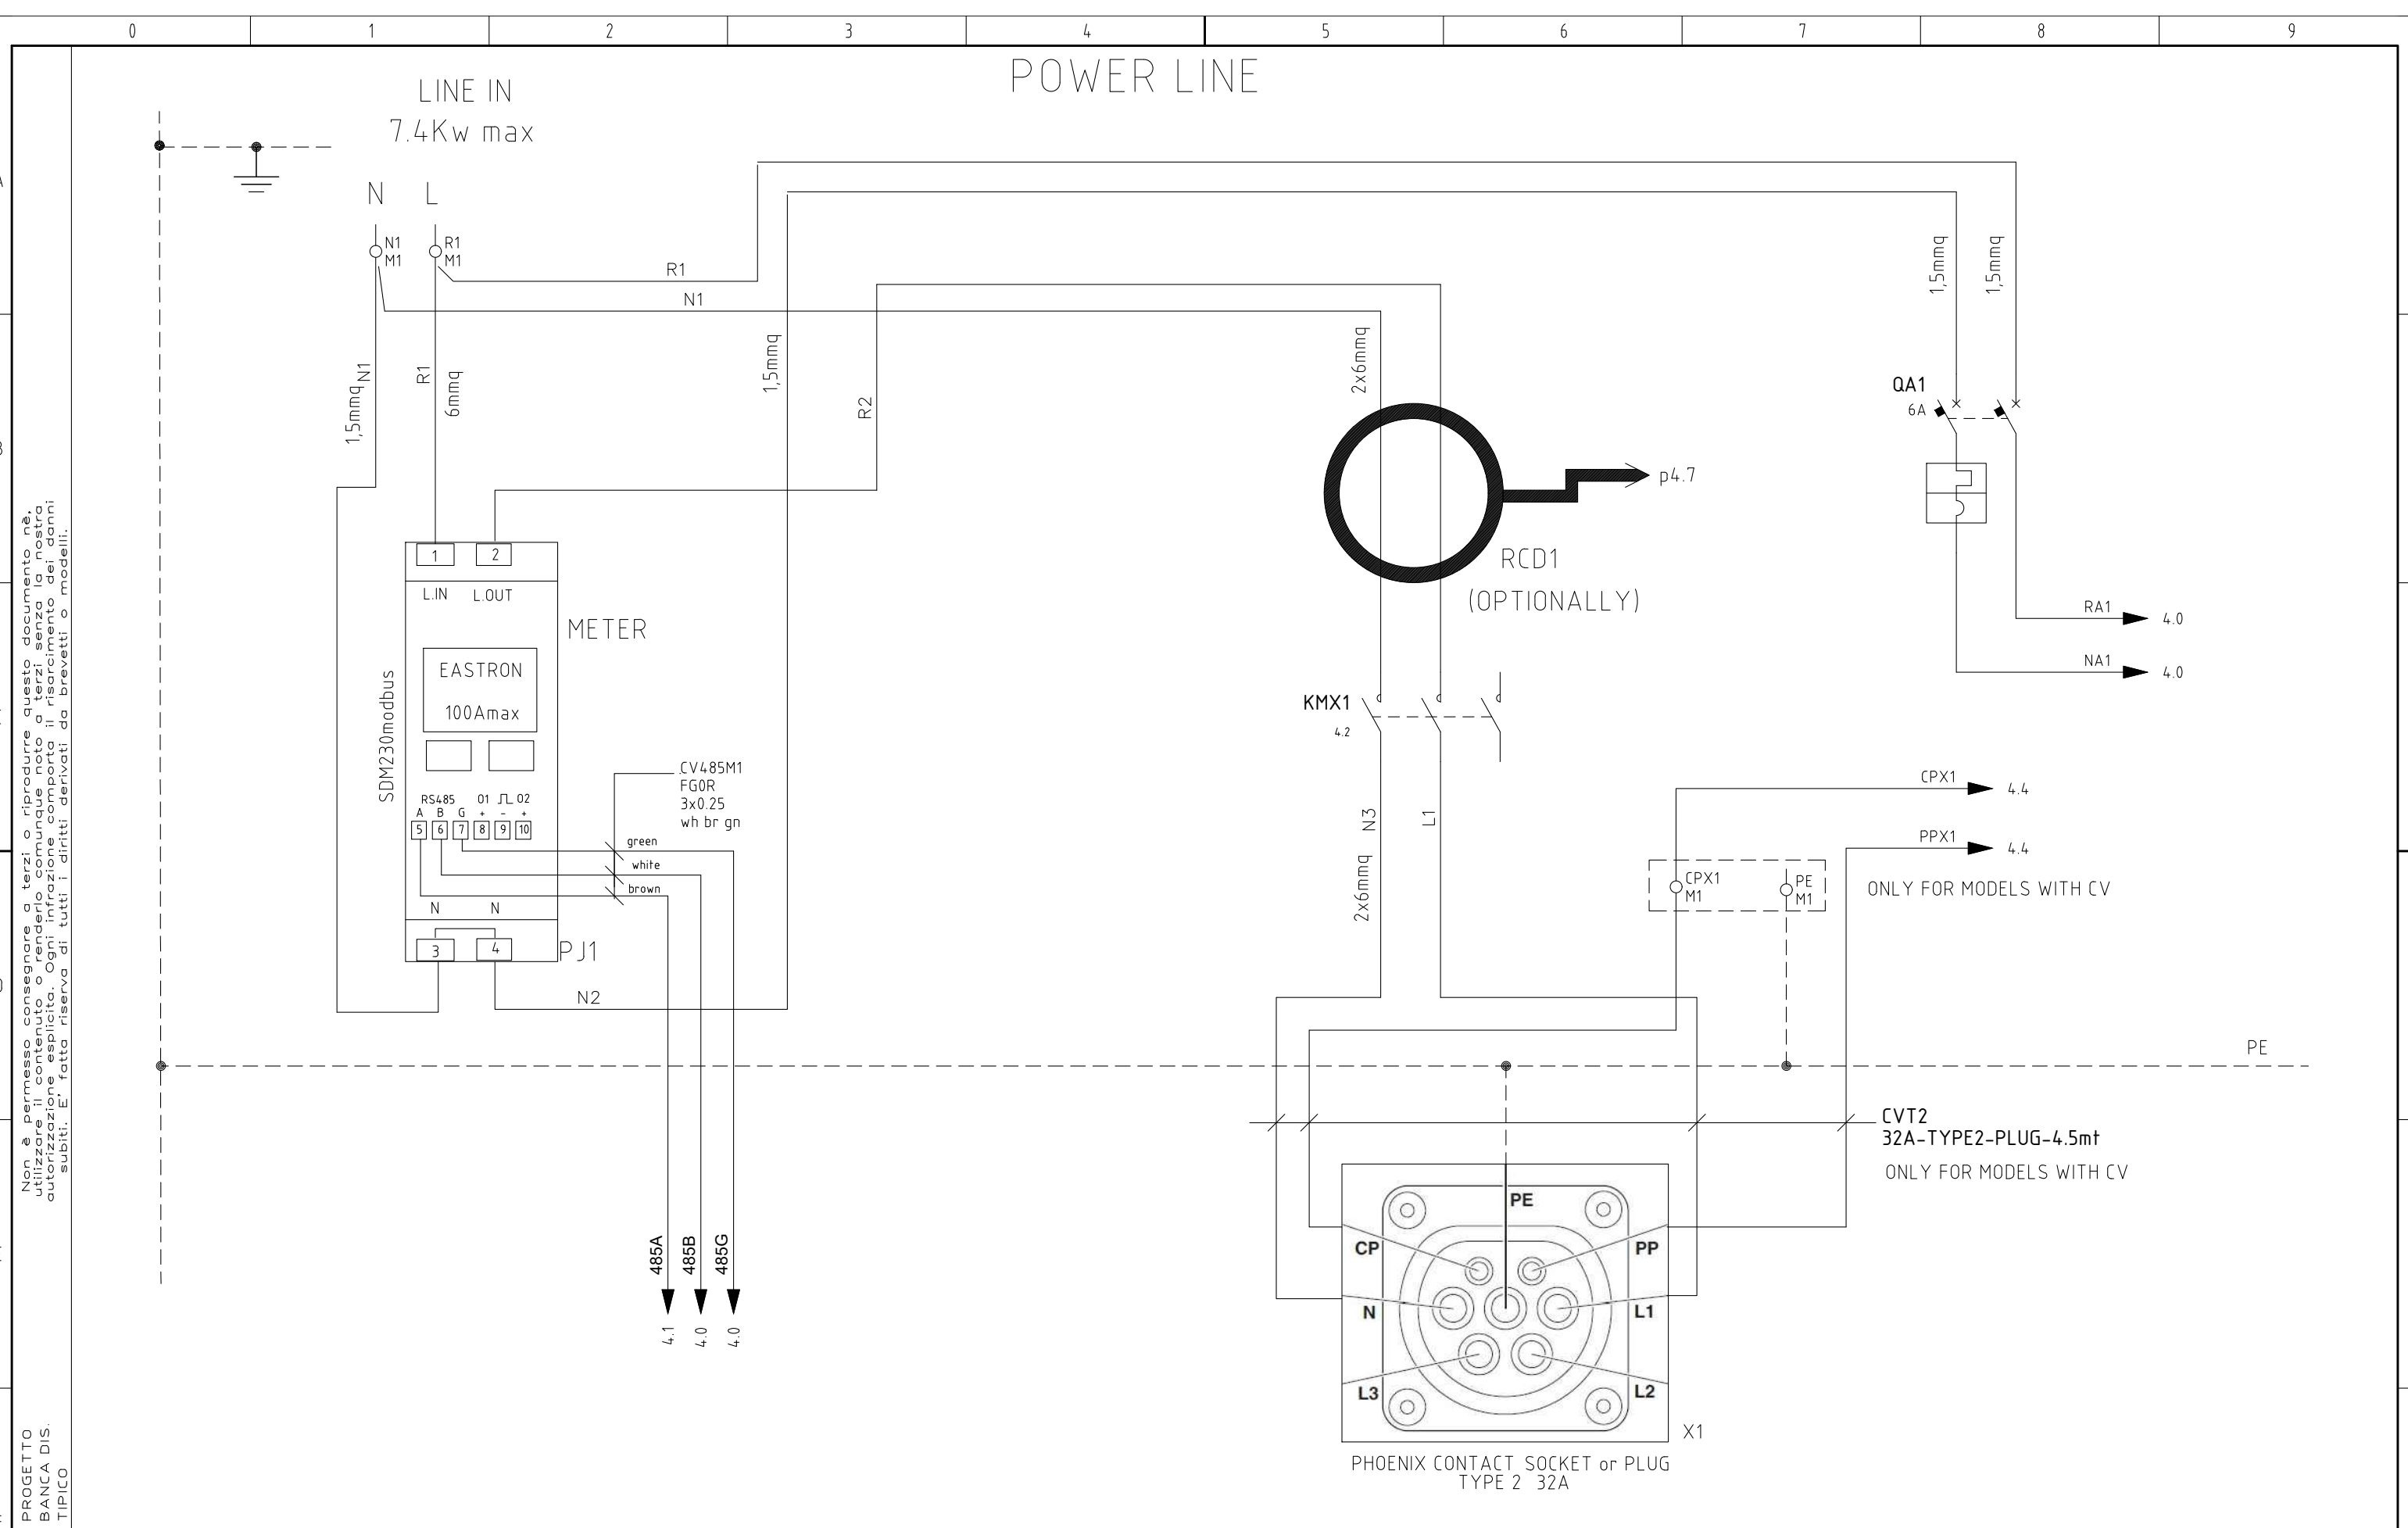 0 1 2 3 4 5 6 7 8 9
POWER LINE
LINE IN
7.4Kw max
N L
N1
M1
R1
M1
R1
N1
1,5mmq
N1
R1
6mmq
1,5mmq
R2
2x6mmq
1,5mmq
1,5mmq
QA1
6A
p4.7
RCD1
(OPTIONALLY)
RA1
4.0
NA1
4.0
1 2
L.IN L.OUT
METER
EASTRON
100Amax
SDM230modbus
RS485 01 02
A B G + - +
5 6 7 8 9 10
N N
3 4
PJ1
N2
CV485M1
FG0R
3x0.25
wh br gn
green
white
brown
485A
485B
485G
4.1
4.0
4.0
KMX1
4.2
N3
L1
2x6mmq
CPX1
4.4
PPX1
4.4
CPX1
M1
PE
M1
ONLY FOR MODELS WITH CV
PE
CVT2
32A-TYPE2-PLUG-4.5mt
ONLY FOR MODELS WITH CV
PE
CP
PP
N
L1
L3
L2
X1
PHOENIX CONTACT SOCKET or PLUG
TYPE 2 32A
Non è permesso consegnare a terzi o riprodurre questo documento nè,
utilizzare il contenuto o renderlo comunque noto a terzi senza la nostra
autorizzazione esplicita. Ogni infrazione comporta il risarcimento dei danni
subiti. E' fatta riserva di tutti i diritti derivati da brevetti o modelli.
PROGETTO
BANCA DIS.
TIPICO